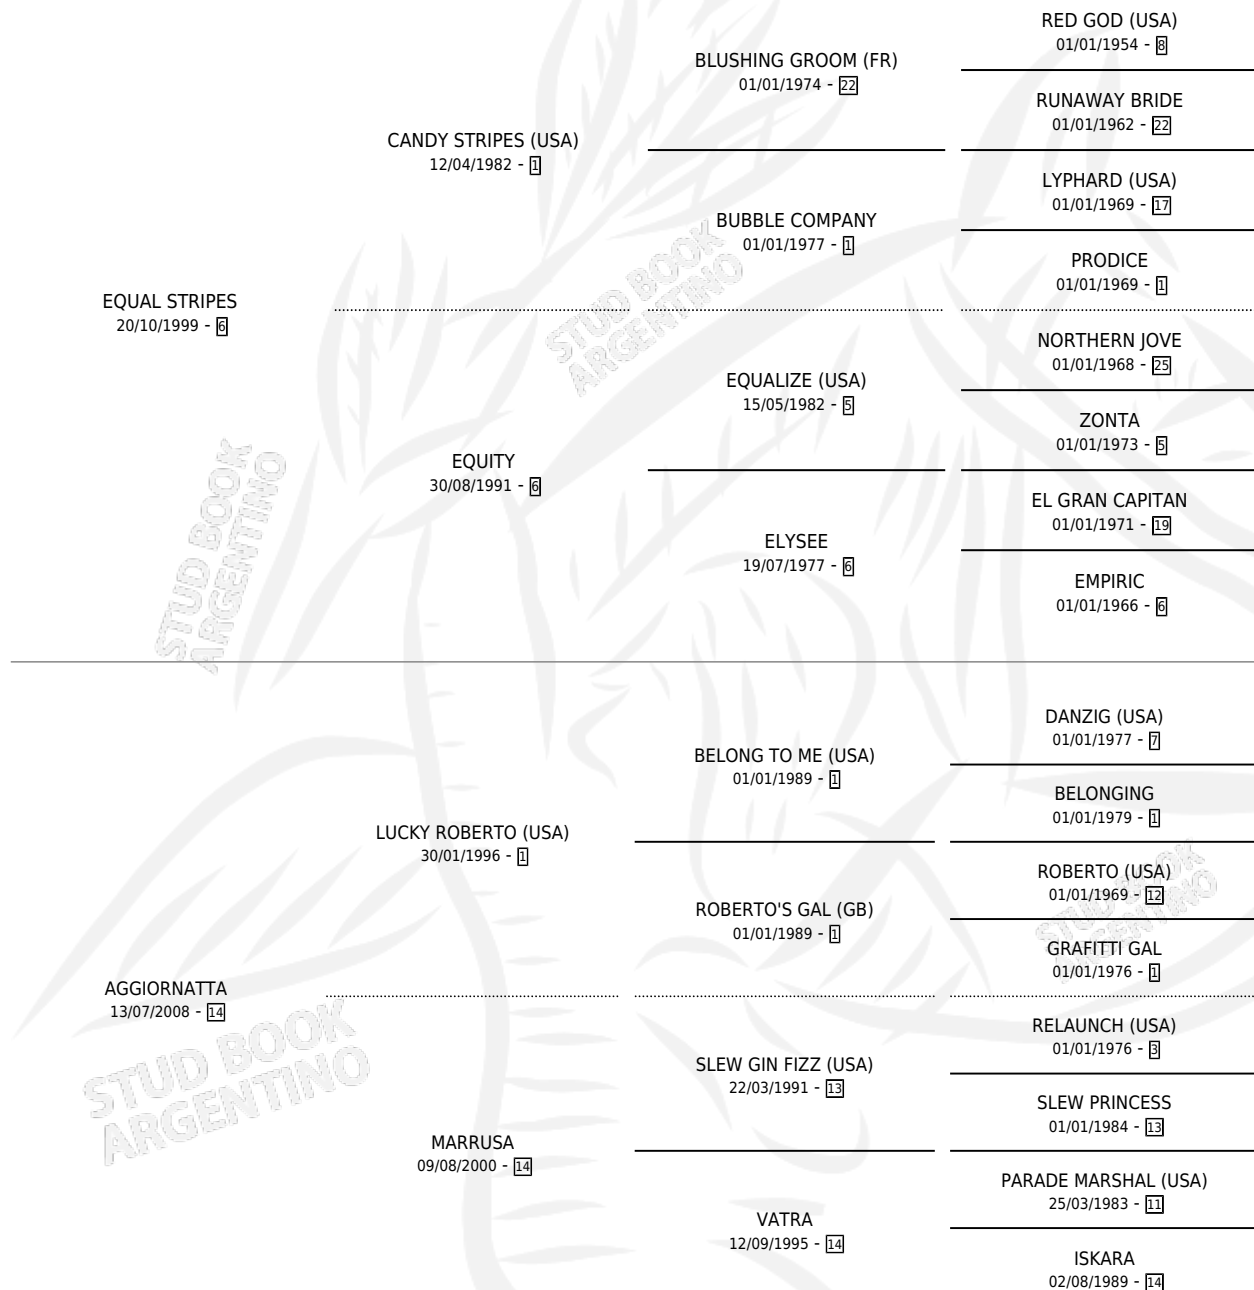 RED GOD (USA)
01/01/1954 - 8
BLUSHING GROOM (FR)
01/01/1974 - 22
RUNAWAY BRIDE
01/01/1962 - 22
CANDY STRIPES (USA)
12/04/1982 - 1
LYPHARD (USA)
01/01/1969 - 17
BUBBLE COMPANY
01/01/1977 - 1
PRODICE
01/01/1969 - 1
EQUAL STRIPES
20/10/1999 - 6
NORTHERN JOVE
01/01/1968 - 25
EQUALIZE (USA)
15/05/1982 - 5
ZONTA
01/01/1973 - 5
EQUITY
30/08/1991 - 6
EL GRAN CAPITAN
01/01/1971 - 19
ELYSEE
19/07/1977 - 6
EMPIRIC
01/01/1966 - 6
STUD BOOK
ARGENTINO
STUD BOOK
ARGENTINO
DANZIG (USA)
01/01/1977 - 7
BELONG TO ME (USA)
01/01/1989 - 1
BELONGING
01/01/1979 - 1
LUCKY ROBERTO (USA)
30/01/1996 - 1
ROBERTO (USA)
01/01/1969 - 12
ROBERTO'S GAL (GB)
01/01/1989 - 1
GRAFITTI GAL
01/01/1976 - 1
AGGIORNATTA
13/07/2008 - 14
RELAUNCH (USA)
01/01/1976 - 3
SLEW GIN FIZZ (USA)
22/03/1991 - 13
SLEW PRINCESS
01/01/1984 - 13
MARRUSA
09/08/2000 - 14
PARADE MARSHAL (USA)
25/03/1983 - 11
VATRA
12/09/1995 - 14
ISKARA
02/08/1989 - 14
STUD BOOK
ARGENTINO
STUD BOOK
ARGENTINO